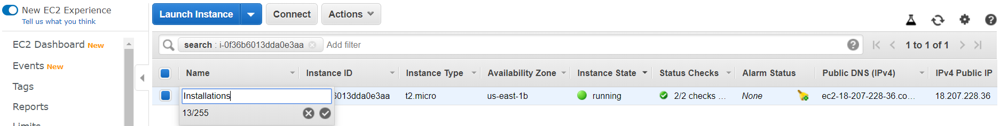 New EC2 Experience
Tell us what you think
Launch Instance Connect Actions
EC2 Dashboard New
Events New
Tags
Reports
Limits
search : i-0f36b6013dda0e3aa Add filter 1 to 1 of 1
Name Instance ID Instance Type Availability Zone Instance State Status Checks Alarm Status Public DNS (IPv4) IPv4 Public IP
Installations 6013dda0e3aa t2.micro us-east-1b running 2/2 checks ... None ec2-18-207-228-36.co... 18.207.228.36
13/255